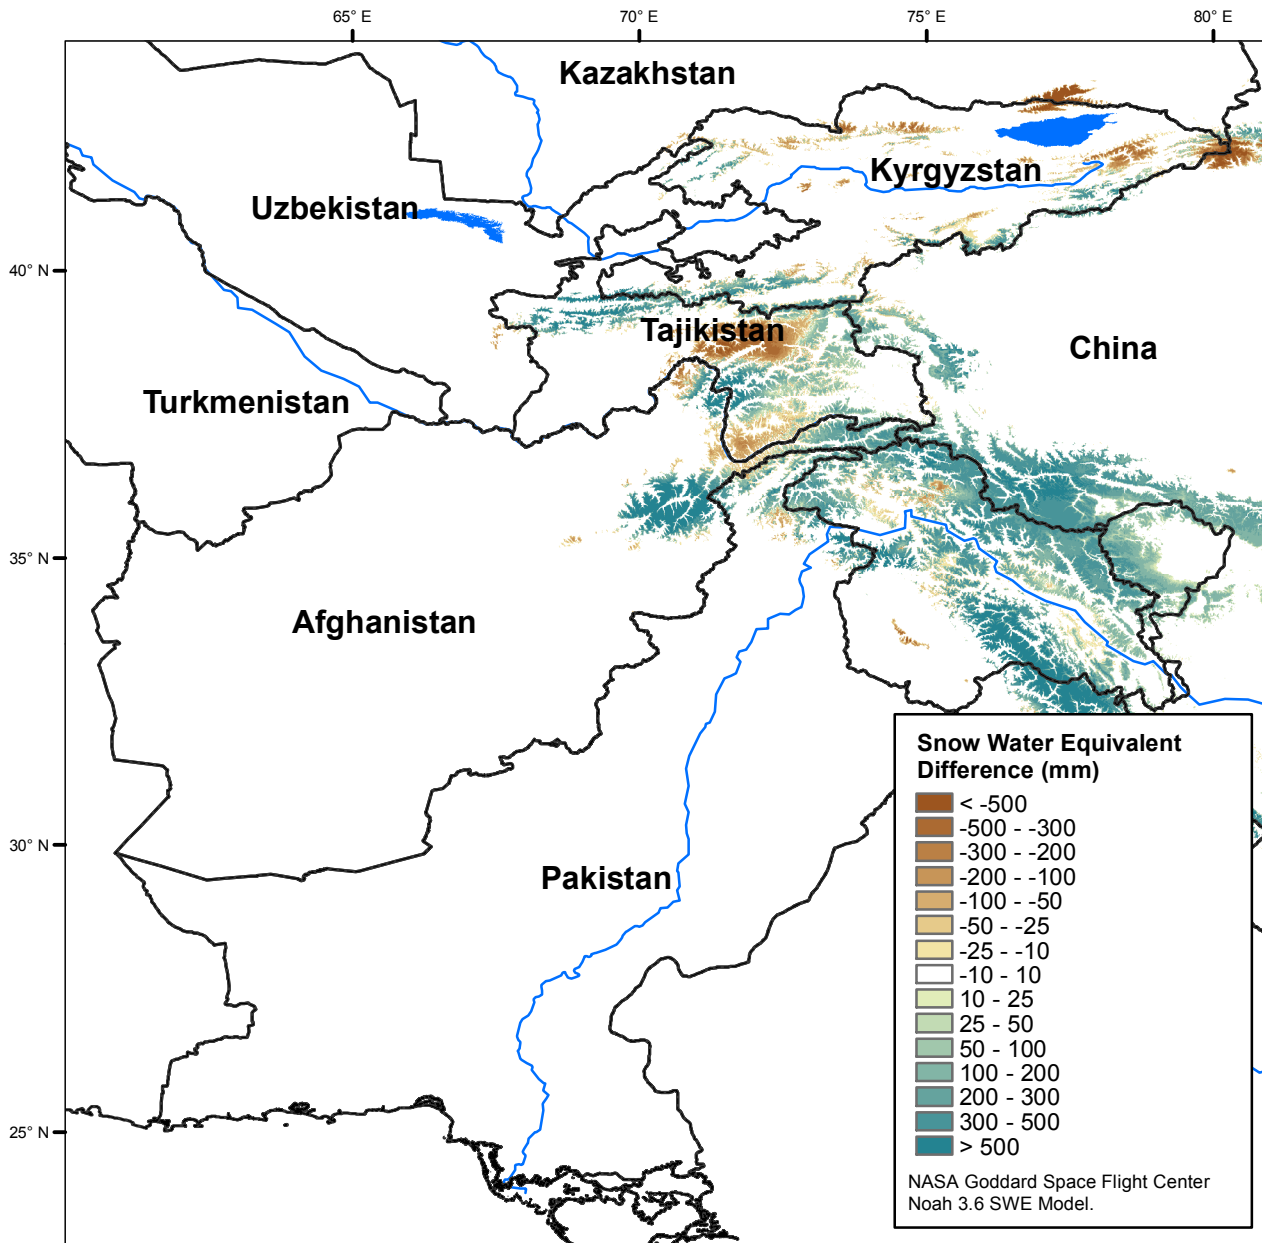 65° E
70° E
75° E
80° E
Kazakhstan
Kyrgyzstan
Uzbekistan
40° N
Tajikistan
China
Turkmenistan
35° N
Afghanistan
30° N
Pakistan
25° N
Snow Water Equivalent
Difference (mm)
< -500
-500 - -300
-300 - -200
-200 - -100
-100 - -50
-50 - -25
-25 - -10
-10 - 10
10 - 25
25 - 50
50 - 100
100 - 200
200 - 300
300 - 500
> 500
NASA Goddard Space Flight Center
Noah 3.6 SWE Model.